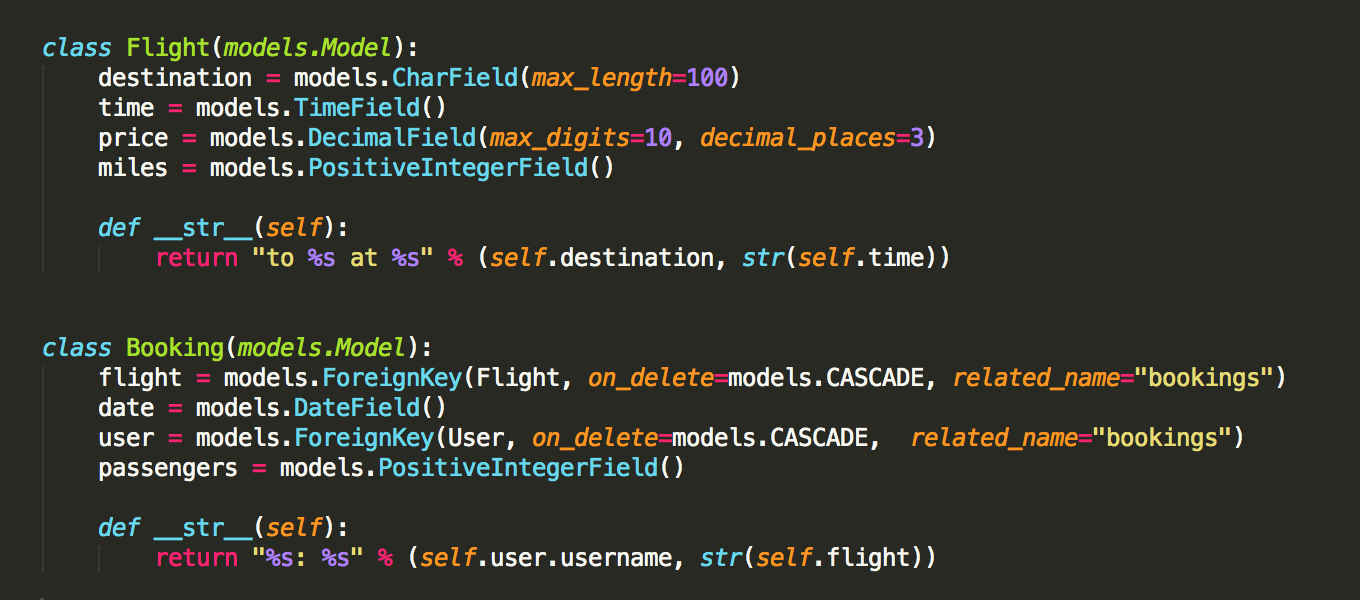 class Flight(models.Model):
    destination = models.CharField(max_length=100)
    time = models.TimeField()
    price = models.DecimalField(max_digits=10, decimal_places=3)
    miles = models.PositiveIntegerField()

    def __str__(self):
        return "to %s at %s" % (self.destination, str(self.time))


class Booking(models.Model):
    flight = models.ForeignKey(Flight, on_delete=models.CASCADE, related_name="bookings")
    date = models.DateField()
    user = models.ForeignKey(User, on_delete=models.CASCADE,  related_name="bookings")
    passengers = models.PositiveIntegerField()

    def __str__(self):
        return "%s: %s" % (self.user.username, str(self.flight))